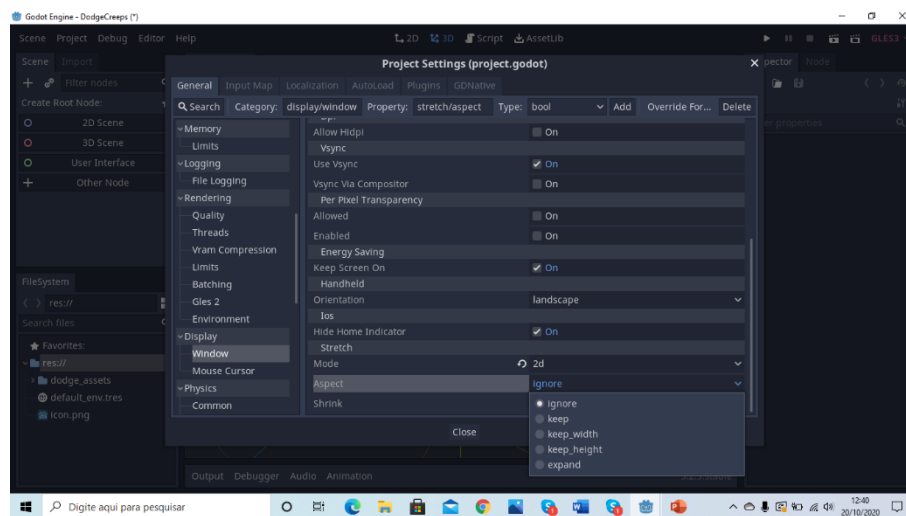 Godot Engine - DodgeCreeps (*)
Scene Project Debug Editor Help
2D 3D Script AssetLib
GLES3
Scene Import
Project Settings (project.godot)
Node
Filter nodes
General Input Map Localization AutoLoad Plugins GDNative
Create Root Node:
Search Category: display/window Property: stretch/aspect Type: bool Add Override For... Delete
2D Scene
3D Scene
User Interface
Other Node
Memory
Limits
Logging
File Logging
Rendering
Quality
Threads
Vram Compression
Limits
Batching
Gles 2
Environment
Display
Window
Mouse Cursor
Physics
Common
Allow Hidpi On
Vsync
Use Vsync On
Vsync Via Compositor On
Per Pixel Transparency
Allowed On
Enabled On
Energy Saving
Keep Screen On On
Handheld
Orientation landscape
Ios
Hide Home Indicator On
Stretch
Mode 2d
Aspect ignore
Shrink
ignore
keep
keep_width
keep_height
expand
Close
FileSystem
res://
Search files
Favorites:
res://
dodge_assets
default_env.tres
icon.png
Output Debugger Audio Animation
Digite aqui para pesquisar
12:40
20/10/2020